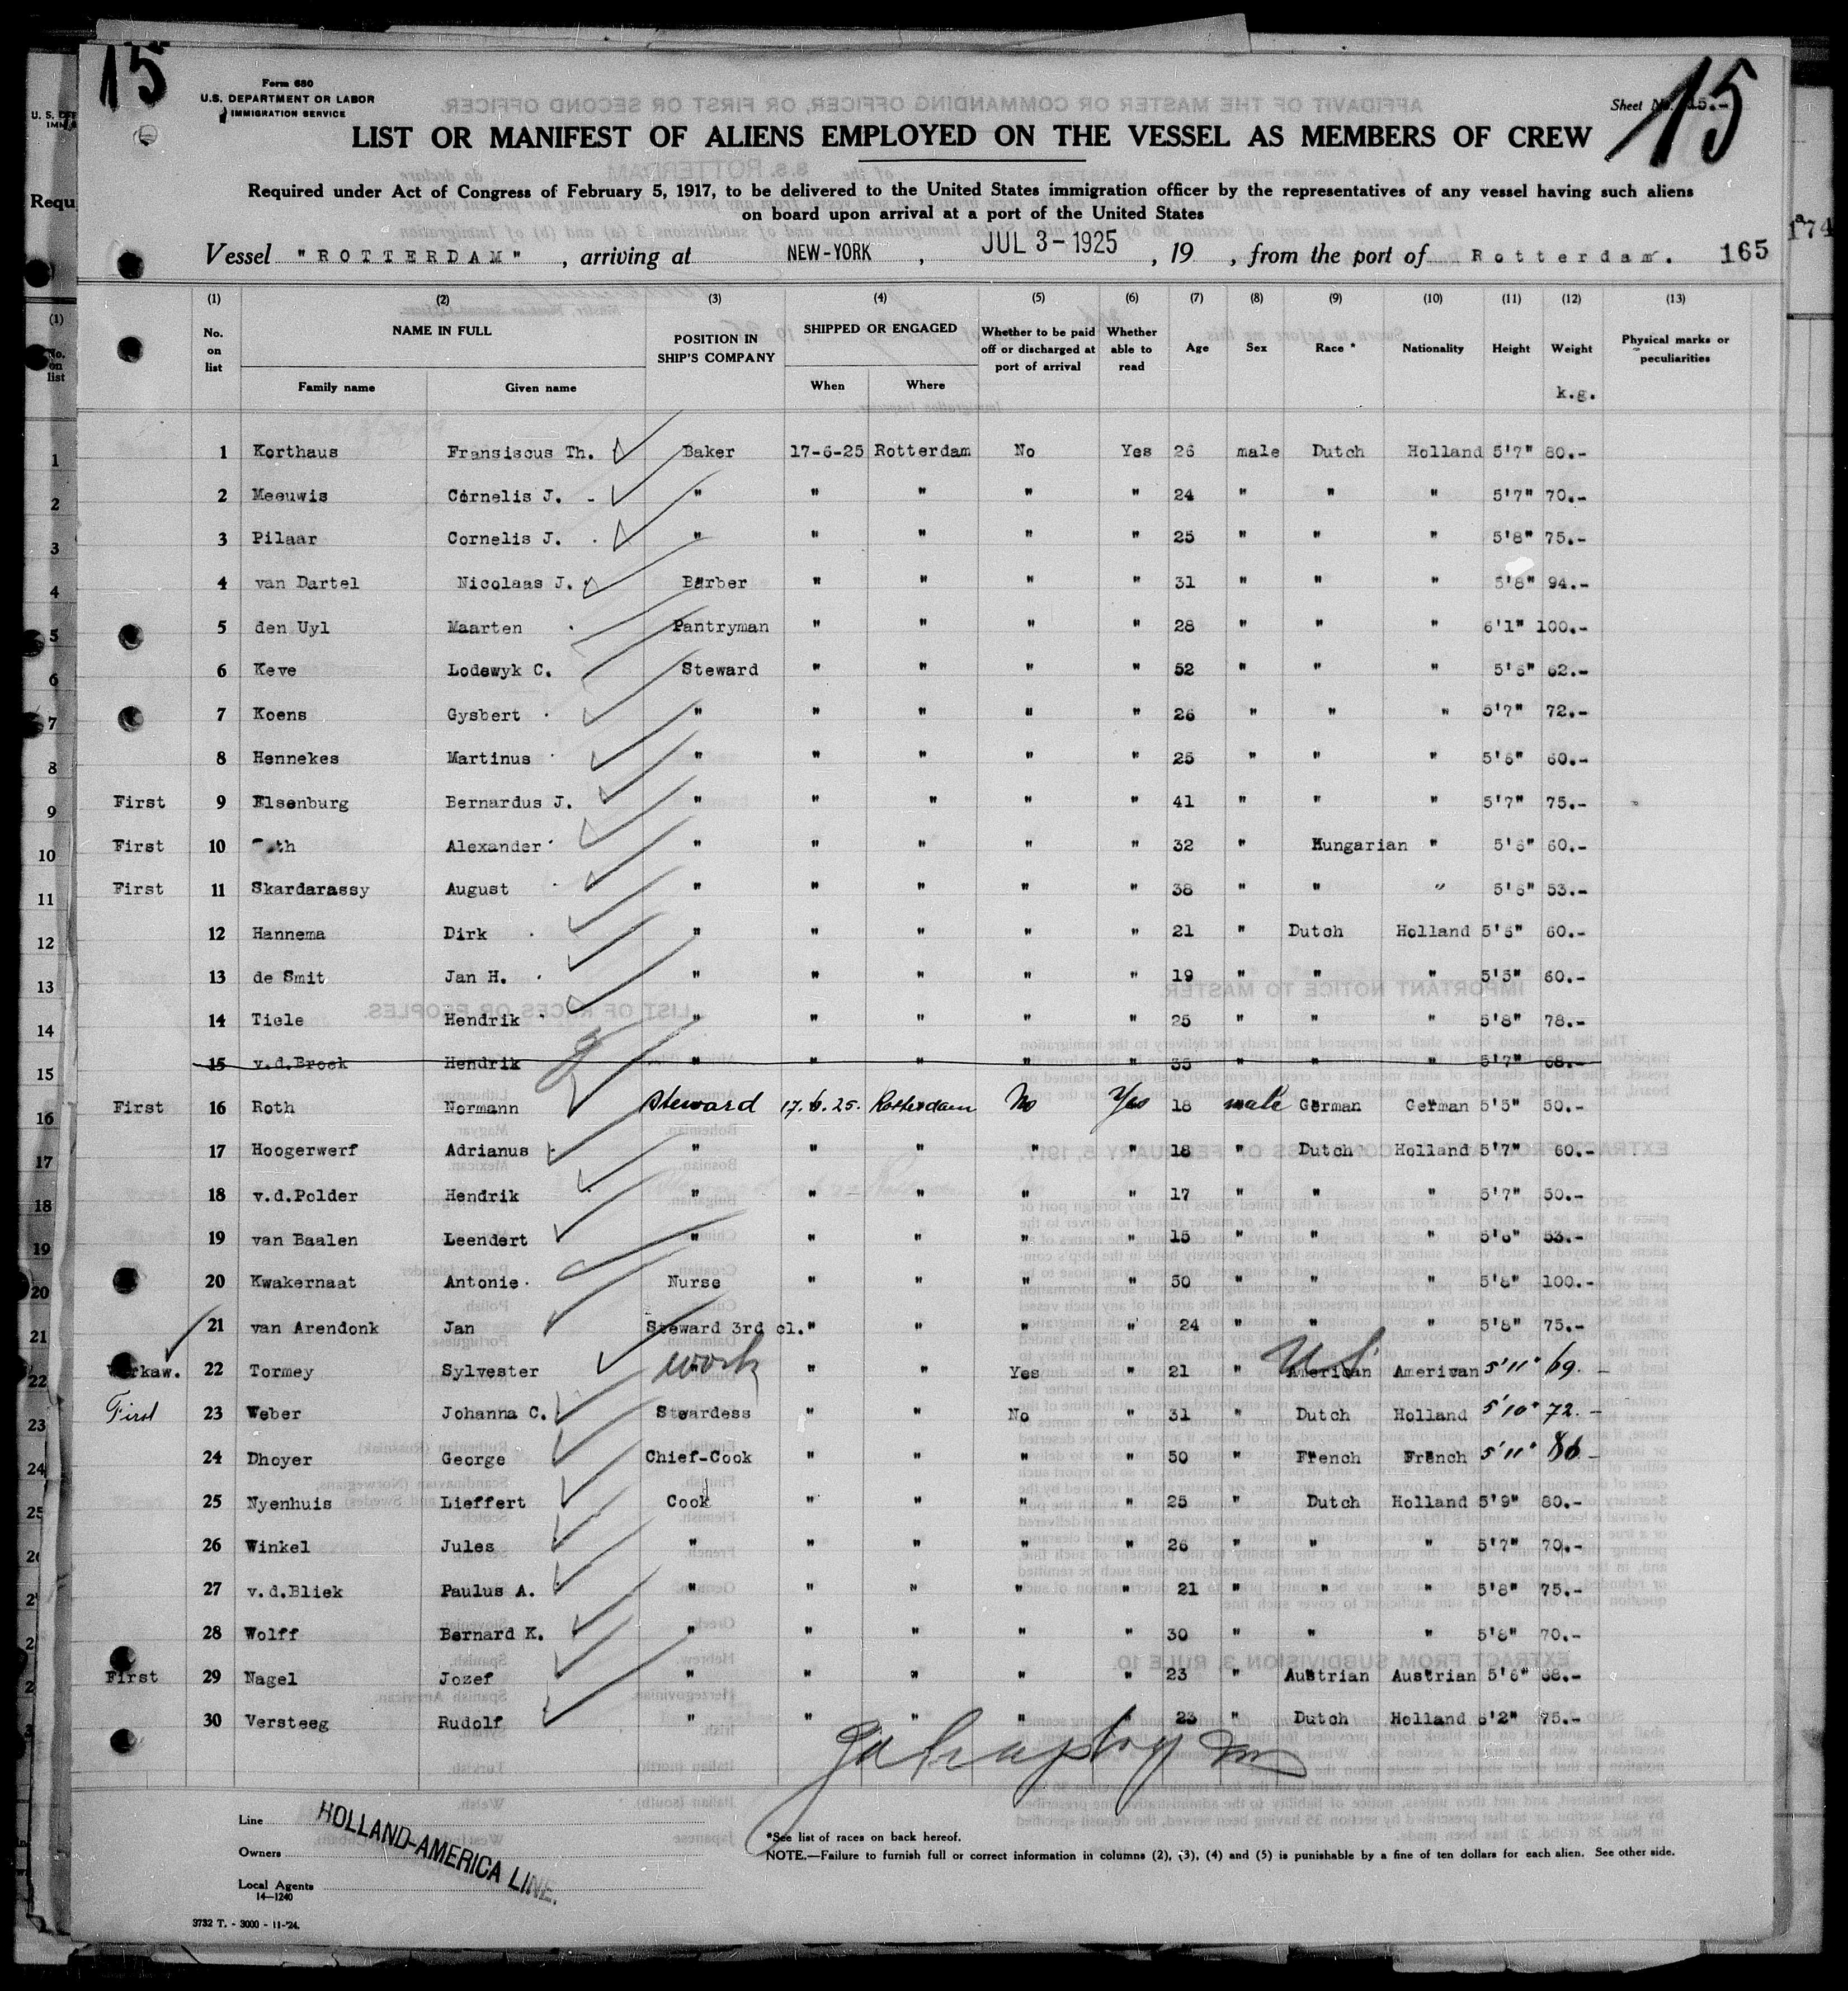 15
Form 680
U.S. DEPARTMENT OR LABOR
IMMIGRATION SERVICE
Sheet No. 15.-
15
LIST OR MANIFEST OF ALIENS EMPLOYED ON THE VESSEL AS MEMBERS OF CREW
Required under Act of Congress of February 5, 1917, to be delivered to the United States immigration officer by the representatives of any vessel having such aliens
on board upon arrival at a port of the United States
Vessel "ROTTERDAM", arriving at NEW-YORK, JUL 3-1925, 19 , from the port of Rotterdam. 165
(1) (2) (3) (4) (5) (6) (7) (8) (9) (10) (11) (12) (13)
No. on list NAME IN FULL Family name Given name POSITION IN SHIP'S COMPANY SHIPPED OR ENGAGED When Where Whether to be paid off or discharged at port of arrival Whether able to read Age Sex Race * Nationality Height Weight k.g. Physical marks or peculiarities
1 Korthaus Fransiscus Th. Baker 17-6-25 Rotterdam No Yes 26 male Dutch Holland 5'7" 80.-
2 Meeuwis Cornelis J. - " " " " " 24 " " " 5'7" 70.-
3 Pilaar Cornelis J. " " " " " 25 " " " 5'8" 75.-
4 van Dartel Nicolaas J. Barber " " " " 31 " " " 5'8" 94.-
5 den Uyl Maarten Pantryman " " " " 28 " " " 6'1" 100.-
6 Keve Lodewyk C. Steward " " " " 52 " " " 5'6" 62.-
7 Koens Gysbert " " " " " 26 " " " 5'7" 72.-
8 Hennekes Martinus " " " " " 25 " " " 5'6" 60.-
First 9 Elsenburg Bernardus J. " " " " " 41 " " " 5'7" 75.-
First 10 Alexander " " " " " 32 " Hungarian " 5'6" 60.-
First 11 Skardarassy August " " " " " 38 " " " 5'6" 53.-
12 Hannema Dirk " " " " " 21 " Dutch Holland 5'6" 60.-
13 de Smit Jan H. " " " " " 19 " " " 5'5" 60.-
14 Tiele Hendrik " " " " " 25 " " " 5'8" 78.-
15 v.d.Broek Hendrik " " " " " 35 " " " 5'7" 68.-
First 16 Roth Normann Steward 17.6.25. Rotterdam No Yes 18 male German German 5'5" 50.-
17 Hoogerwerf Adrianus " " " " " 18 " Dutch Holland 5'7" 60.-
18 v.d.Polder Hendrik " " " " " 17 " " " 5'7" 50.-
19 van Baalen Leendert " " " " " 15 " " " 5'6" 53.-
20 Kwakernaat Antonie Nurse " " " " 50 " " " 5'8" 100.-
21 van Arendonk Jan Steward 3rd cl. " " " " 24 " " " 5'8" 75.-
Workaw. 22 Tormey Sylvester " work " " Yes " 21 " American U S. American 5'11" 69. -
First 23 Weber Johanna C. Stewardess " " No " 31 " Dutch Holland 5'10" 72. -
24 Dhoyer George Chief-Cook " " " " 50 " French French 5'11" 86 -
25 Nyenhuis Lieffert Cook " " " " 25 " Dutch Holland 5'9" 80.-
26 Winkel Jules " " " " " 26 " " " 5'7" 70.-
27 v.d.Bliek Paulus A. " " " " " 21 " " " 5'8" 75.-
28 Wolff Bernard K. " " " " " 30 " " " 5'8" 70.-
First 29 Nagel Jozef " " " " " 23 " Austrian Austrian 5'6" 68.-
30 Versteeg Rudolf " " " " " 23 " Dutch Holland 6'2" 75.-
Line
Owners
Local Agents
14—1240
HOLLAND-AMERICA LINE.
*See list of races on back hereof.
NOTE.—Failure to furnish full or correct information in columns (2), (3), (4) and (5) is punishable by a fine of ten dollars for each alien. See other side.
3732 T. - 3000 - 11-'24.